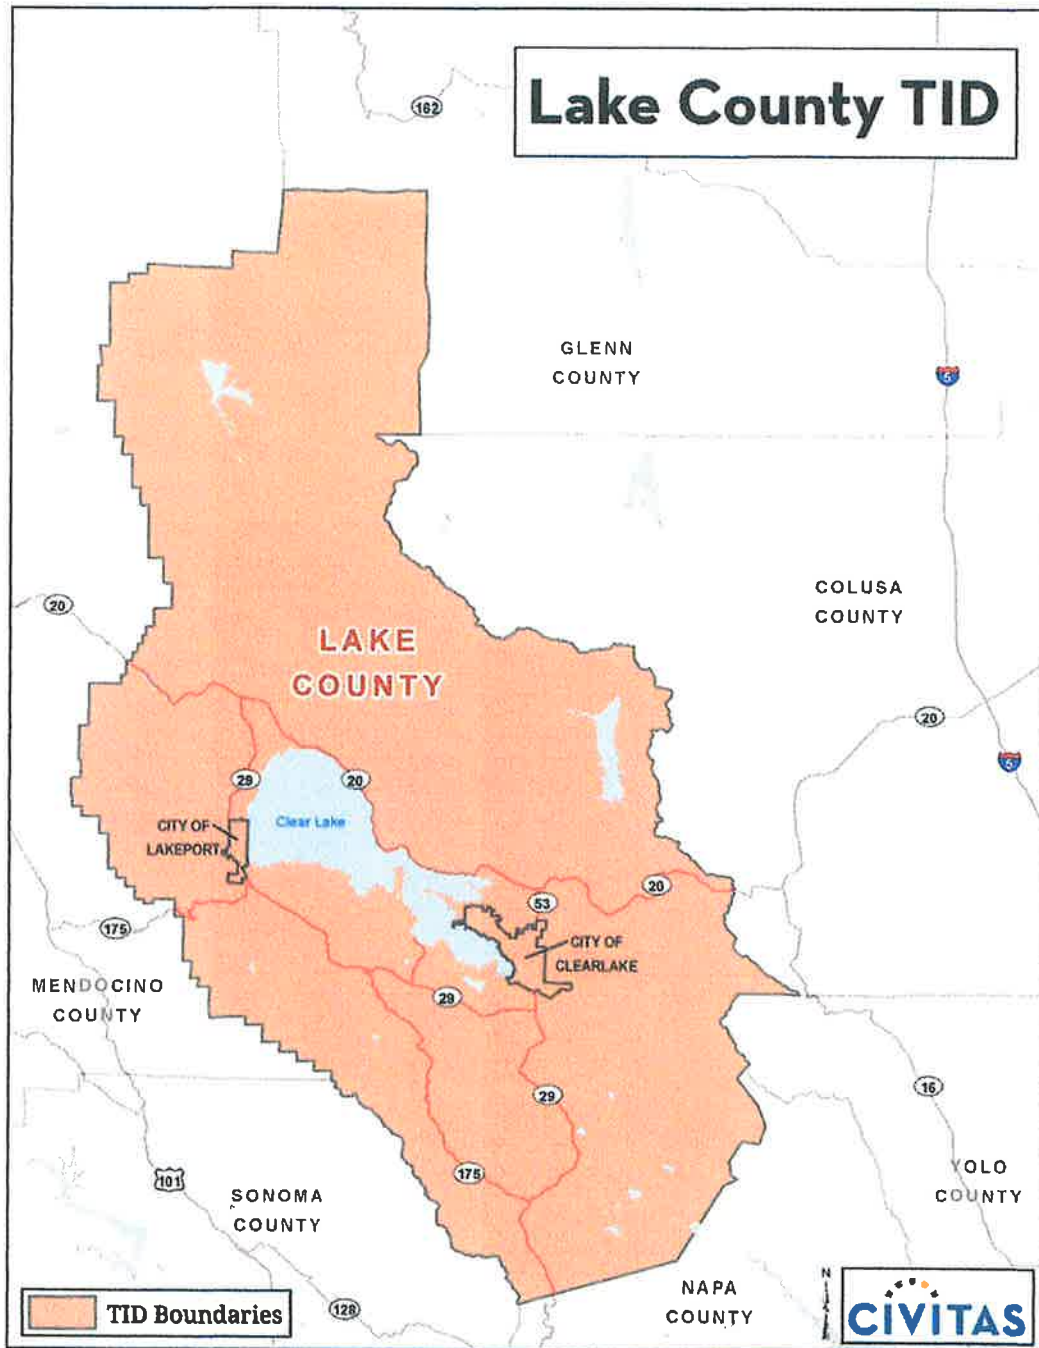 Lake County TID
162
GLENN
COUNTY
5
COLUSA
COUNTY
20
LAKE
COUNTY
20
5
29
20
Clear Lake
CITY OF
LAKEPORT
20
53
175
CITY OF
CLEARLAKE
MENDOCINO
COUNTY
29
29
16
175
101
YOLO
COUNTY
SONOMA
COUNTY
NAPA
COUNTY
N
128
TID Boundaries
CIVITAS